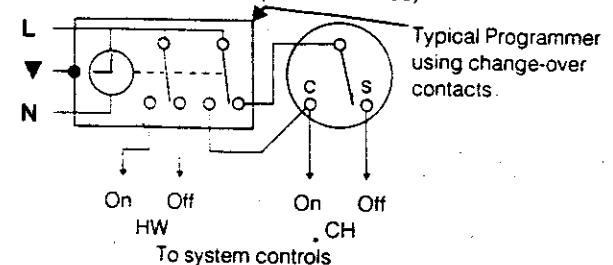 L
N
Typical Programmer
using change-over
contacts.
C S
On Off On Off
HW CH
To system controls